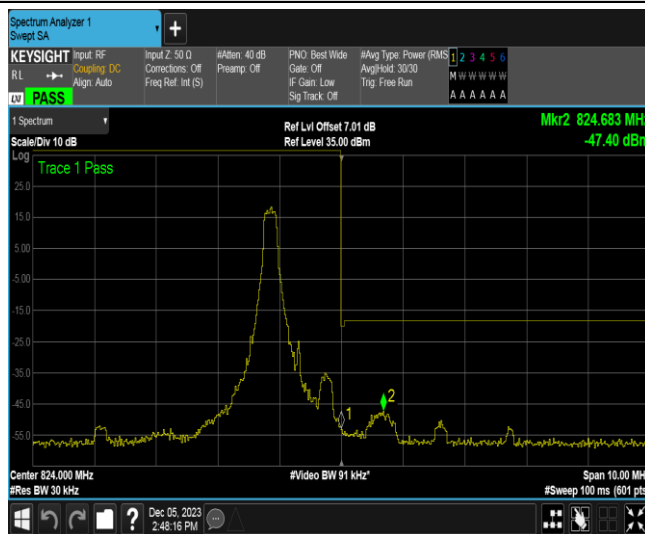 Spectrum Analyzer 1
Swept SA
+
KEYSIGHT
RL
LXI PASS
Input: RF
Coupling: DC
Align: Auto
Input Z: 50 Ω
Corrections: Off
Freq Ref: Int (S)
#Atten: 40 dB
Preamp: Off
PNO: Best Wide
Gate: Off
IF Gain: Low
Sig Track: Off
#Avg Type: Power (RMS
Avg|Hold: 30/30
Trig: Free Run
1 2 3 4 5 6
M W W W W W
A A A A A A
1 Spectrum
Scale/Div 10 dB
Ref Lvl Offset 7.01 dB
Ref Level 35.00 dBm
Mkr2 824.683 MHz
-47.40 dBm
Log
Trace 1 Pass
25.0
15.0
5.00
-5.00
-15.0
-25.0
-35.0
-45.0
-55.0
1
2
Center 824.000 MHz
#Res BW 30 kHz
#Video BW 91 kHz*
Span 10.00 MH
#Sweep 100 ms (601 pts
?
Dec 05, 2023
2:48:16 PM